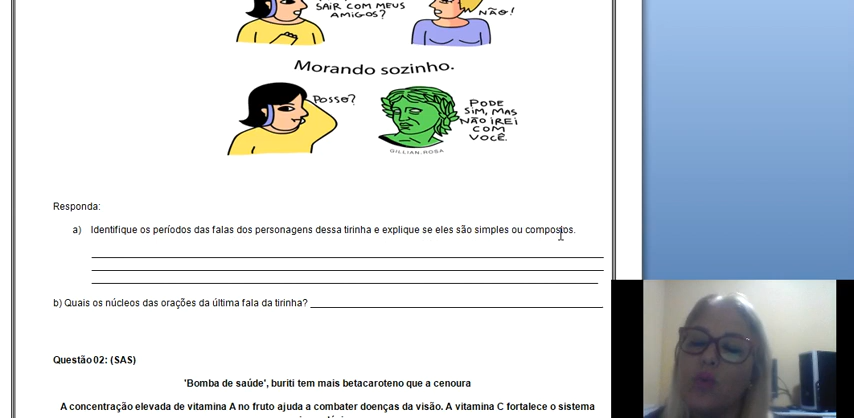 SAIR COM MEUS
AMIGOS?
NÃO!
Morando sozinho.
POSSO?
PODE
SIM, MAS
NÃO IREI
COM
VOCÊ.
GILLIAN.ROSA
Responda:
a) Identifique os períodos das falas dos personagens dessa tirinha e explique se eles são simples ou compostos.
b) Quais os núcleos das orações da última fala da tirinha?
Questão 02: (SAS)
'Bomba de saúde', buriti tem mais betacaroteno que a cenoura
A concentração elevada de vitamina A no fruto ajuda a combater doenças da visão. A vitamina C fortalece o sistema